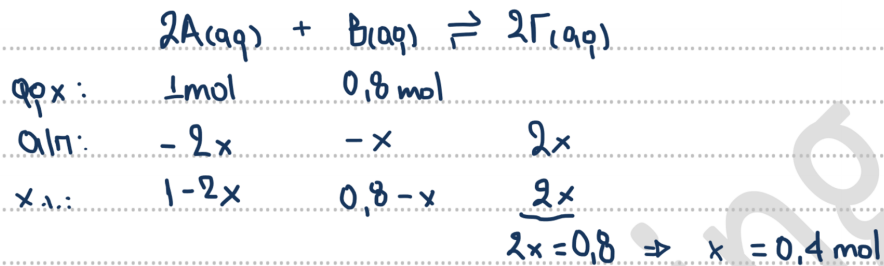 2A(aq) + B(aq) ⇌ 2Γ(aq)
αρχ: 1mol 0,8 mol
α/π: -2x -x 2x
Χ.Ι.: 1-2x 0,8-x 2x
2x=0,8 ⇒ x = 0,4 mol
ing